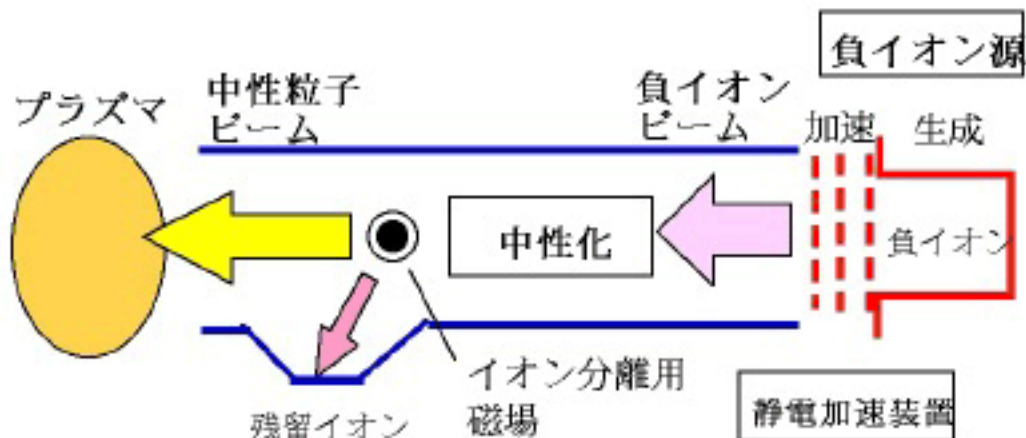 負イオン源
プラズマ
中性粒子
ビーム
負イオン
ビーム
加速
生成
中性化
負イオン
イオン分離用
磁場
残留イオン
静電加速装置